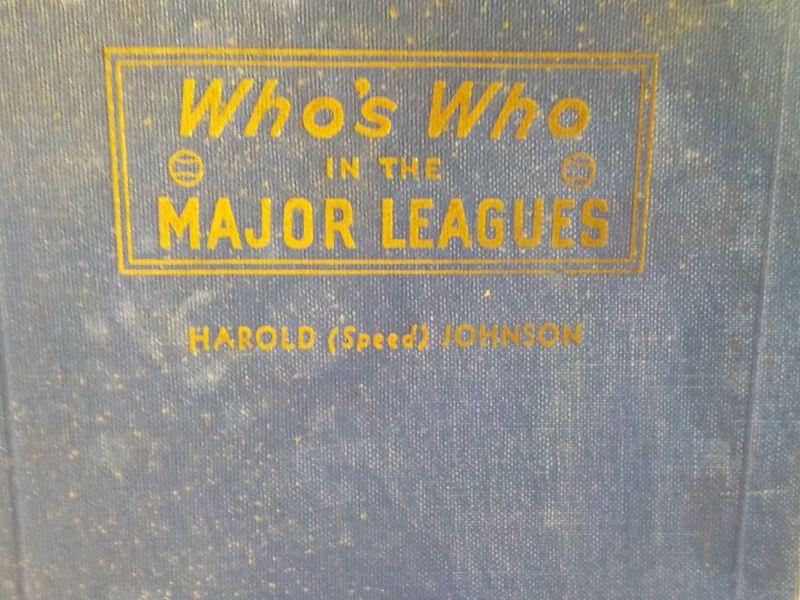 Who's Who
IN THE
MAJOR LEAGUES
HAROLD (Speed) JOHNSON